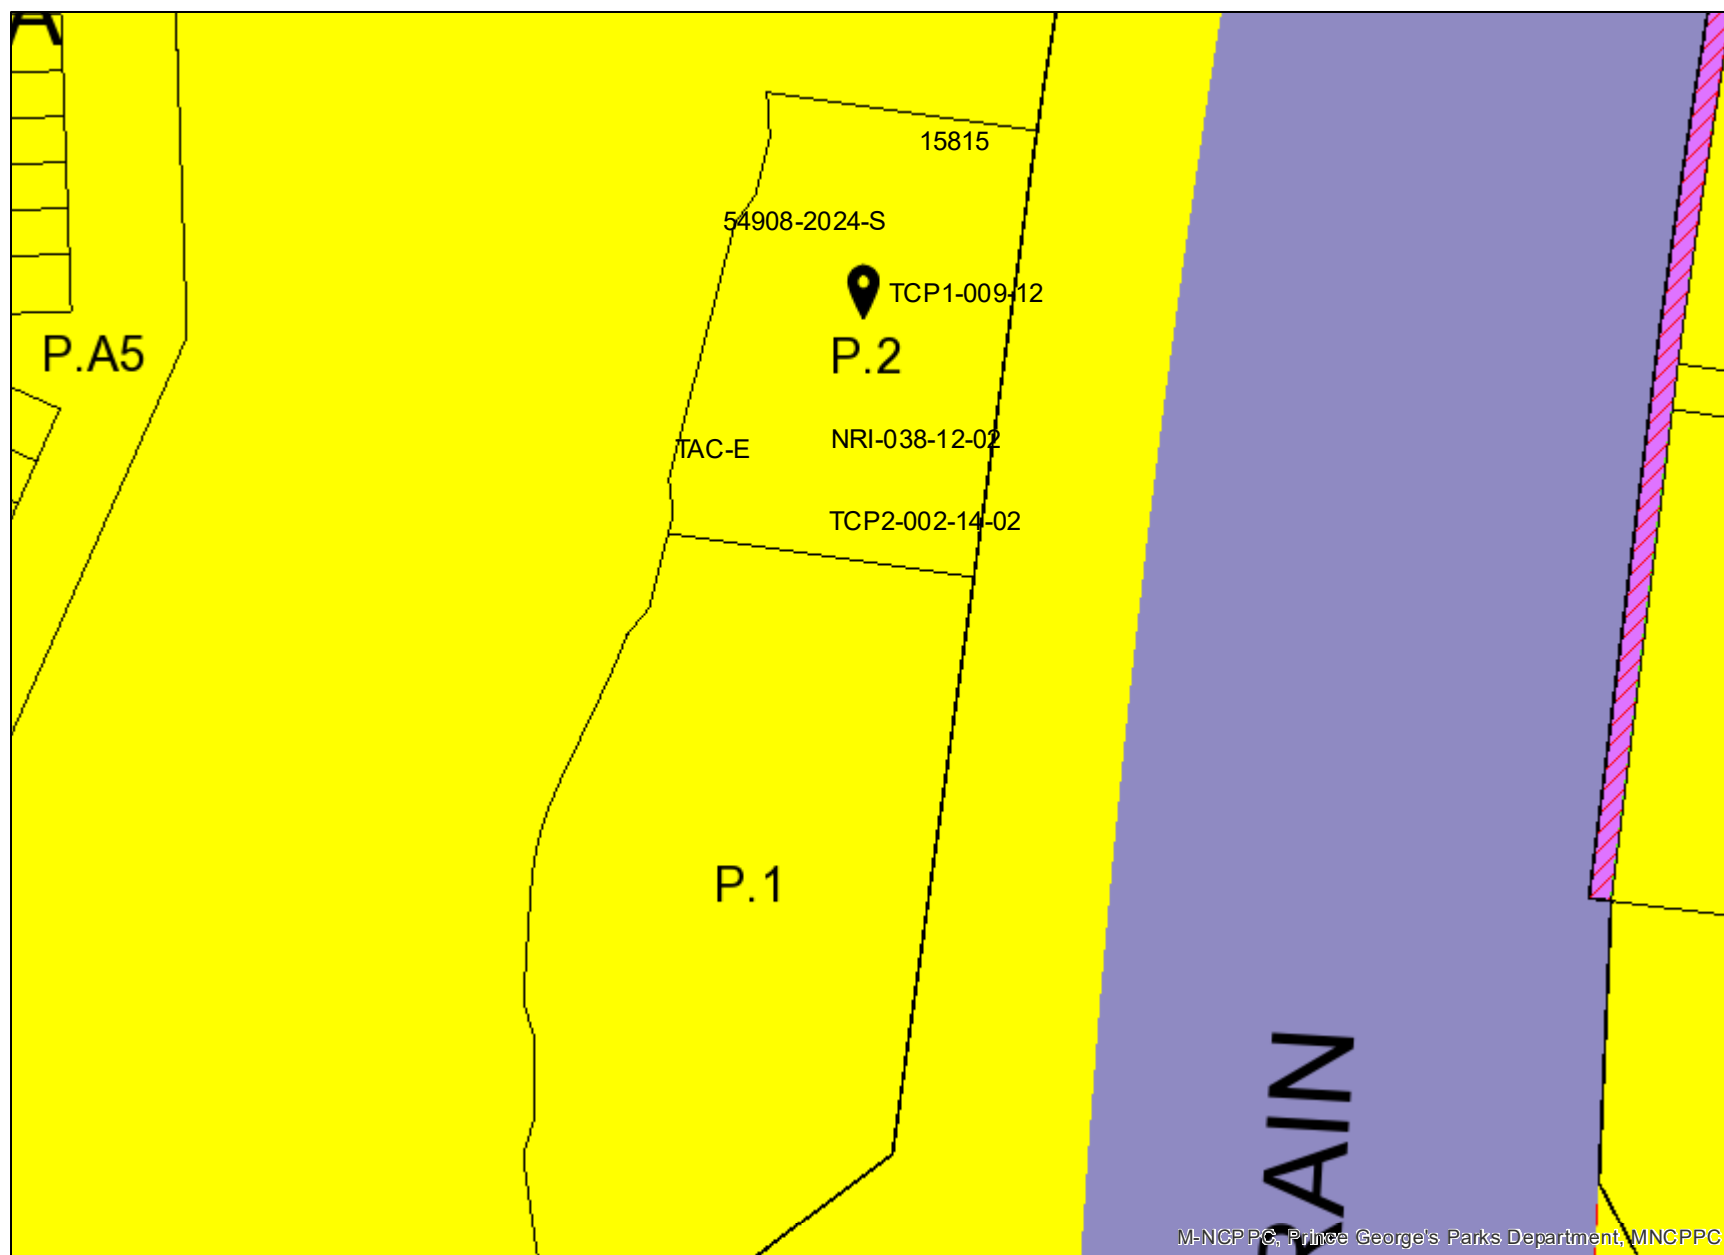 A
15815
54908-2024-S
TCP1-009-12
P.A5
P.2
NRI-038-12-02
TAC-E
TCP2-002-14-02
P.1
RAIN
M-NCPPC, Prince George's Parks Department, MNCPPC